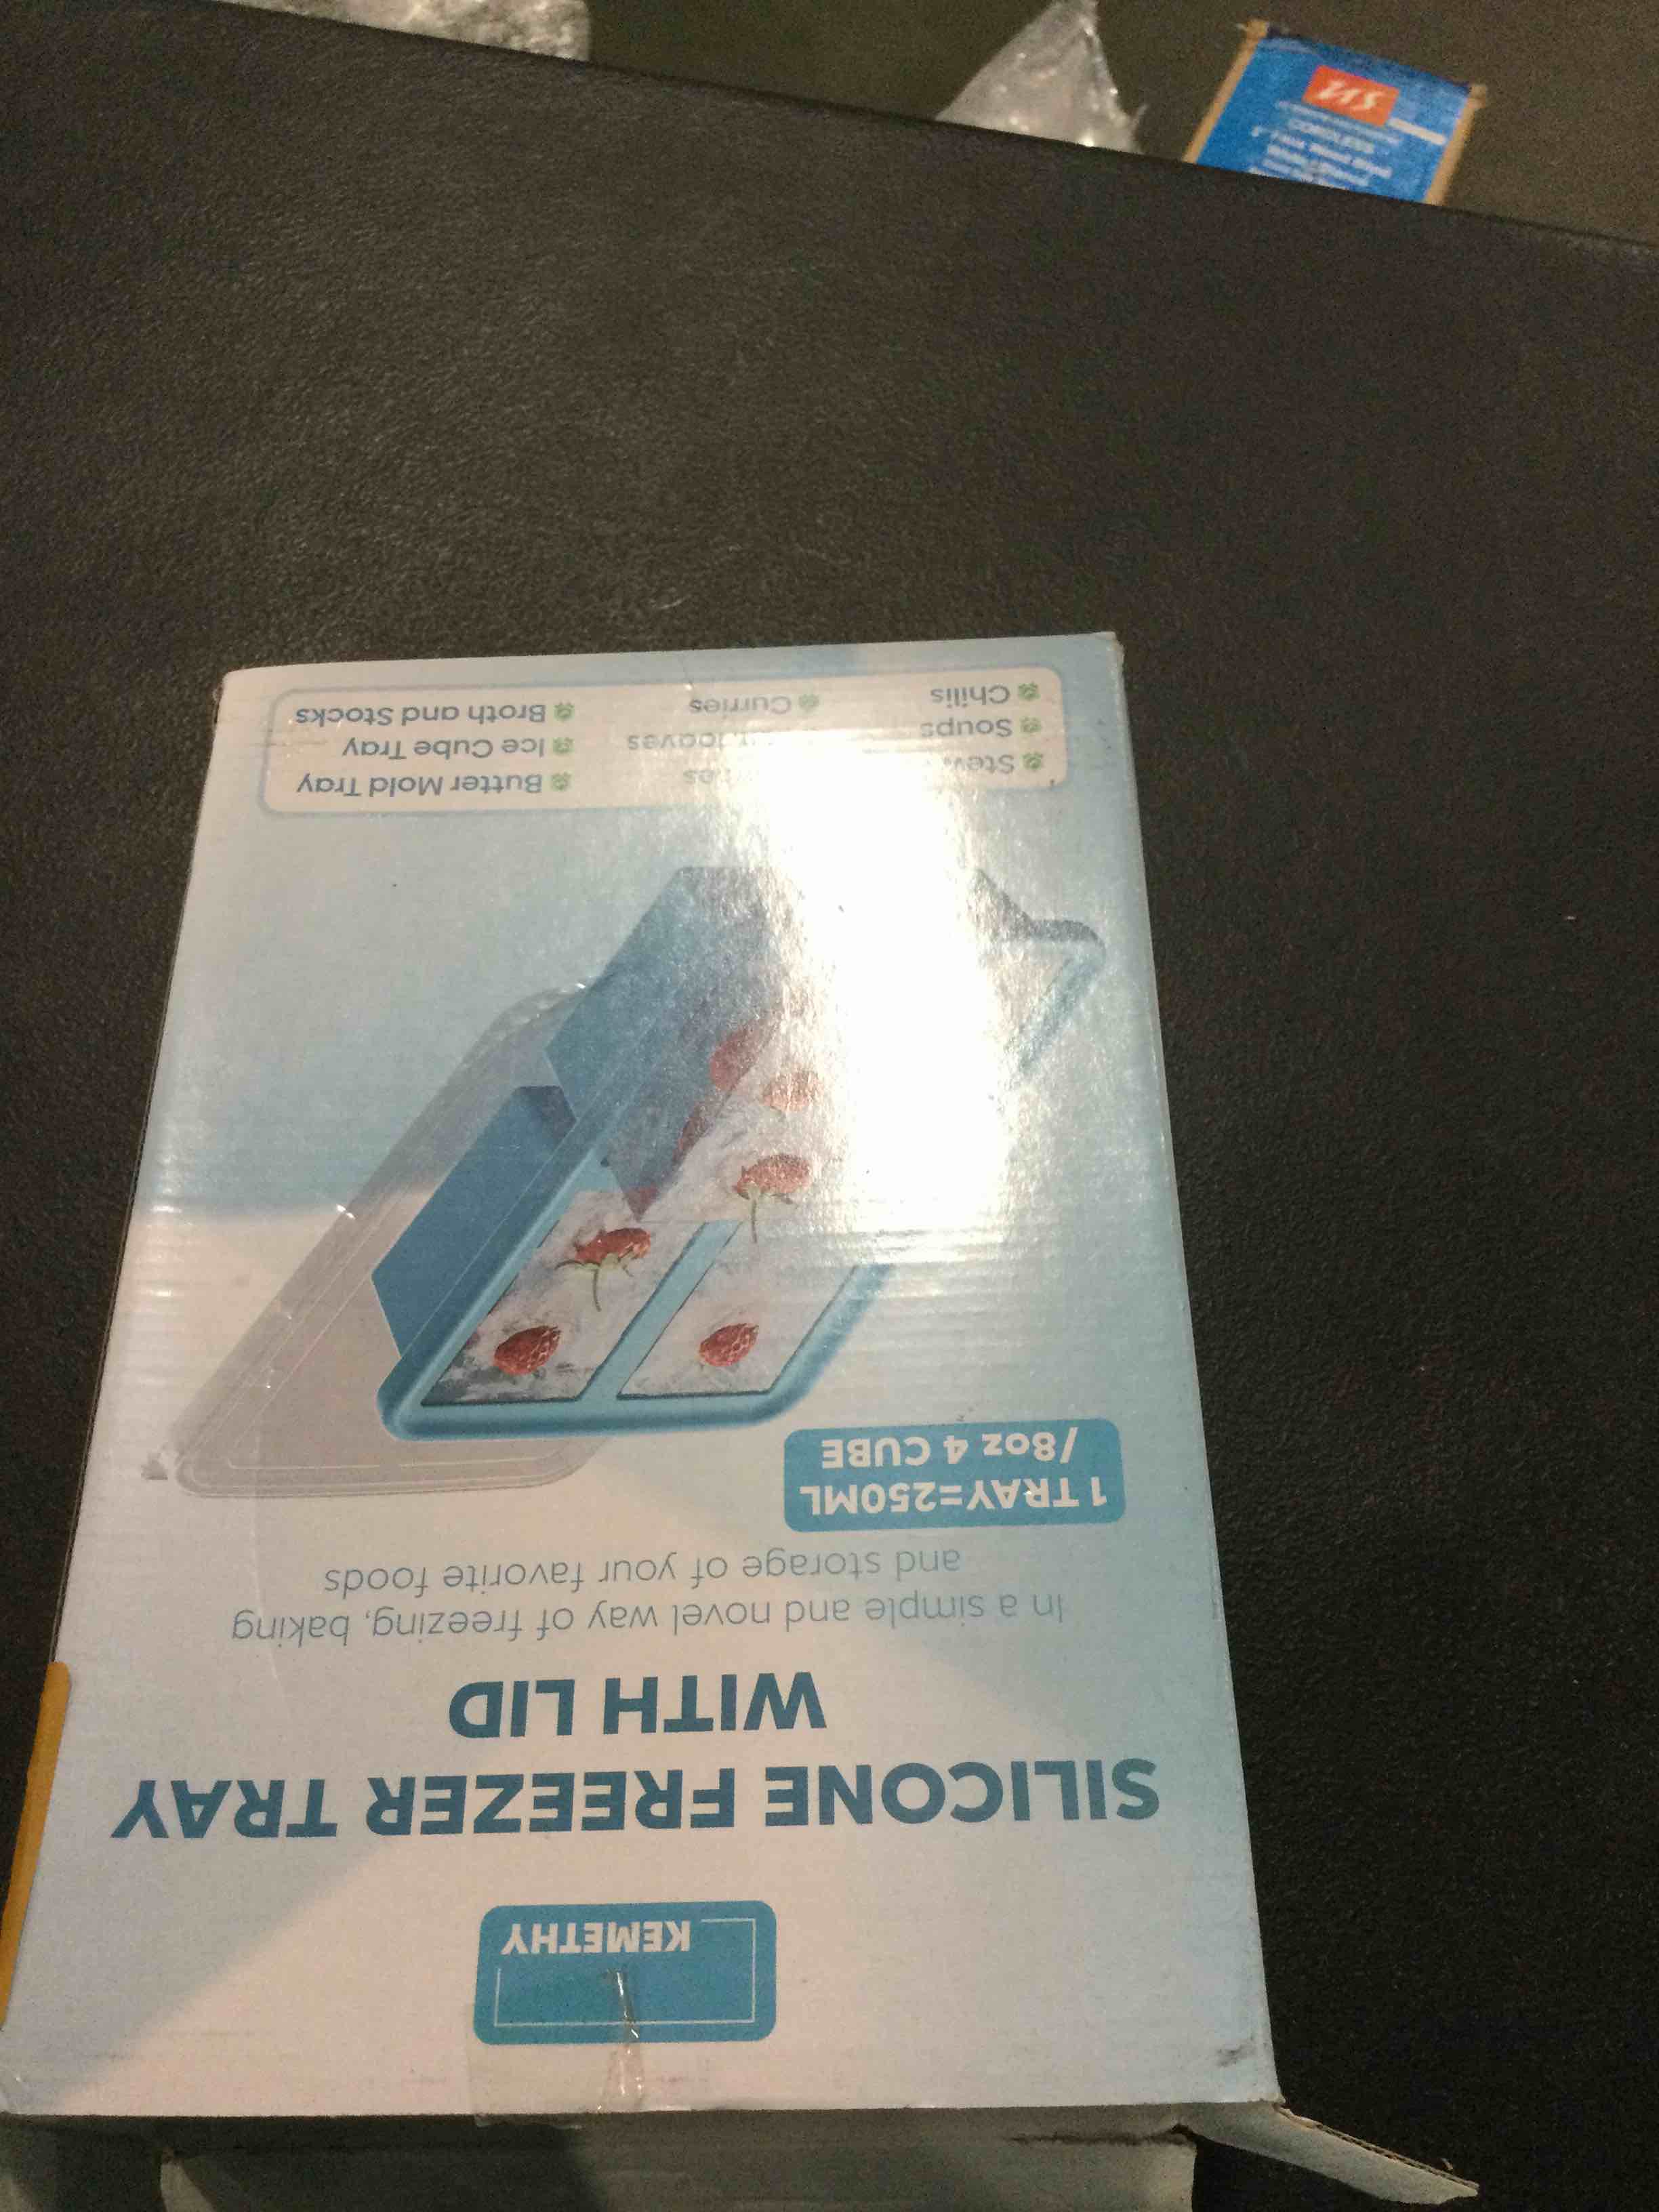 KEMETHY
SILICONE FREEZER TRAY
WITH LID
In a simple and novel way of freezing, baking
and storage of your favorite foods
1 TRAY=250ML
/8oz 4 CUBE
Butter Mold Tray
Soups
Ice Cube Tray
Chilis
Curries
Broth and Stocks
CORDLESS